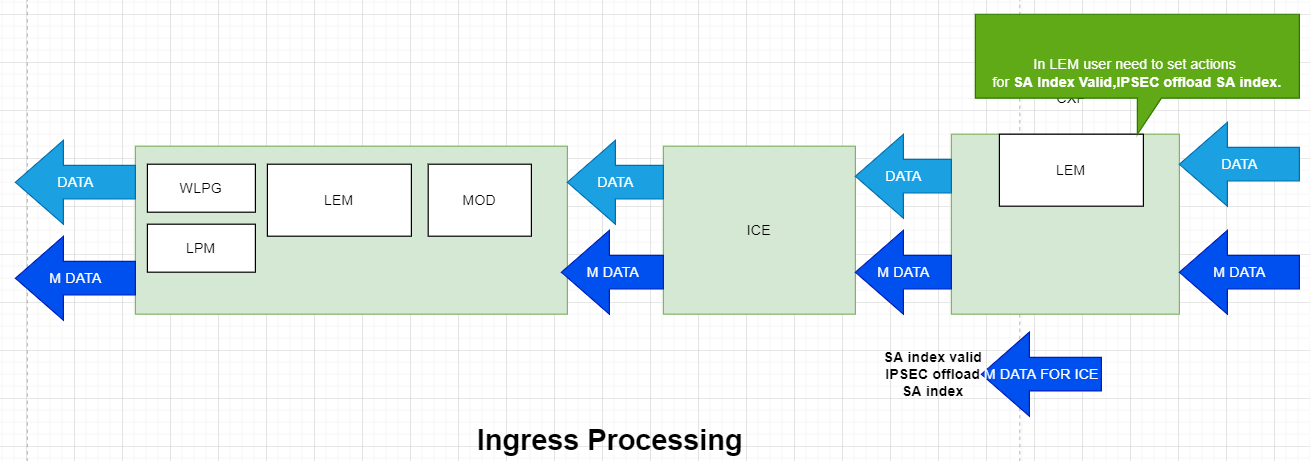 In LEM user need to set actions
for SA Index Valid,IPSEC offload SA index.
DATA
WLPG
LEM
MOD
DATA
DATA
LEM
DATA
LPM
ICE
M DATA
M DATA
M DATA
M DATA
SA index valid
IPSEC offload
SA index
M DATA FOR ICE
Ingress Processing